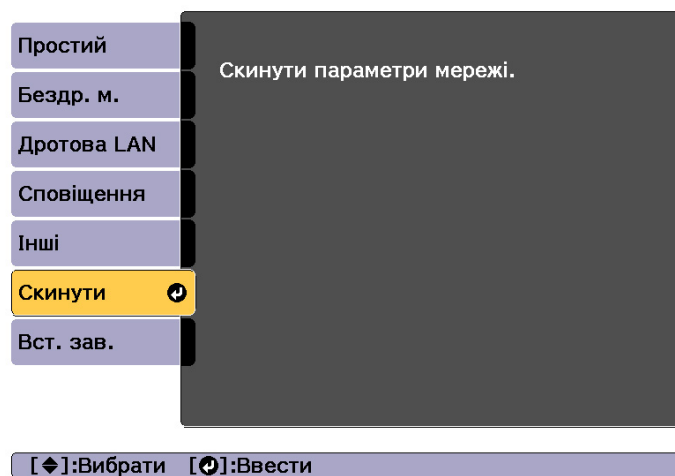 Простий
Скинути параметри мережі.
Бездр. м.
Дротова LAN
Сповіщення
Інші
Скинути
Вст. зав.
[]:Вибрати []:Ввести